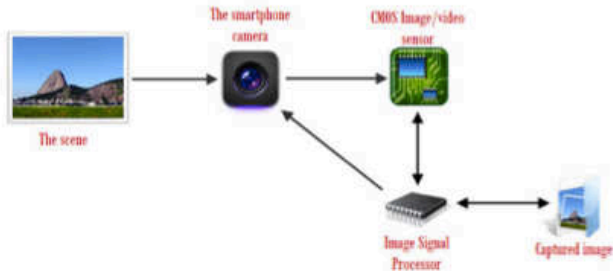 The smartphone
camera
CMOS Image/video
sensor
The scene
Image Signal
Processor
Captured image